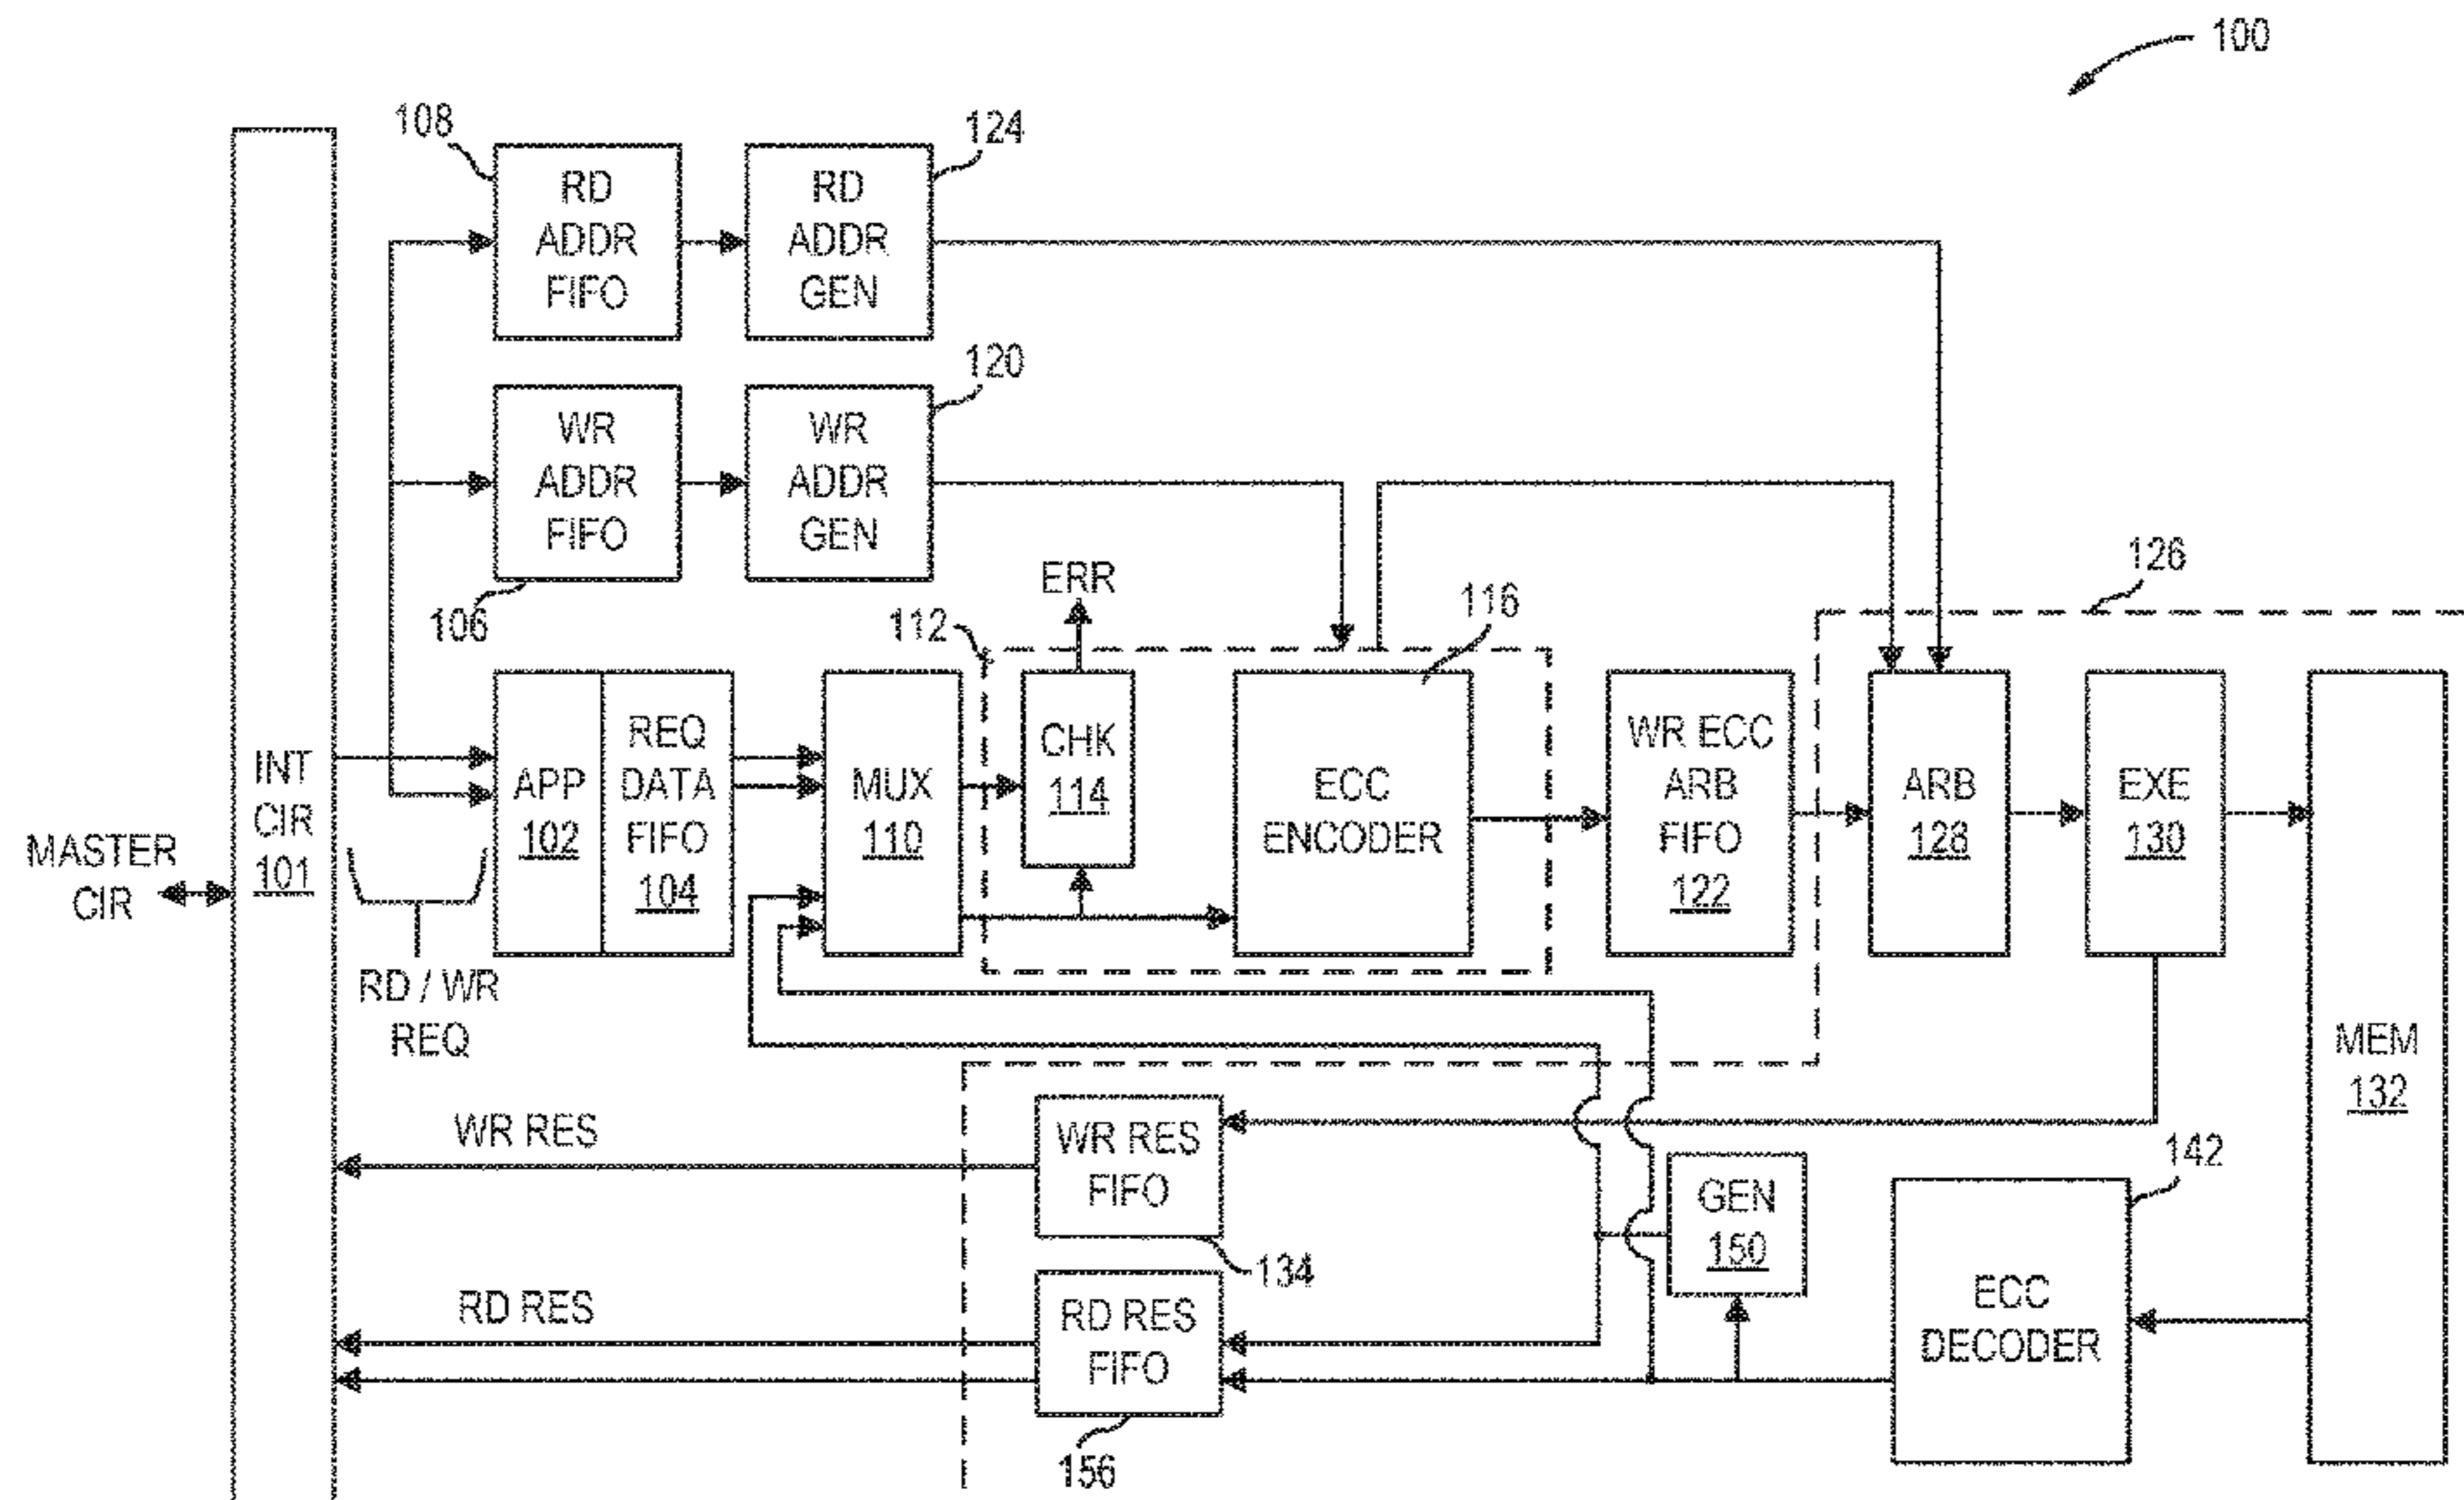 100
108
124
RD
ADDR
FIFO
RD
ADDR
GEN
120
WR
ADDR
FIFO
WR
ADDR
GEN
106
ERR
112
116
126
INT
CIR
101
MASTER
CIR
RD / WR
REQ
APP
102
REQ
DATA
FIFO
104
MUX
110
CHK
114
ECC
ENCODER
WR ECC
ARB
FIFO
122
ARB
128
EXE
130
MEM
132
WR RES
WR RES
FIFO
134
GEN
150
142
ECC
DECODER
RD RES
RD RES
FIFO
156